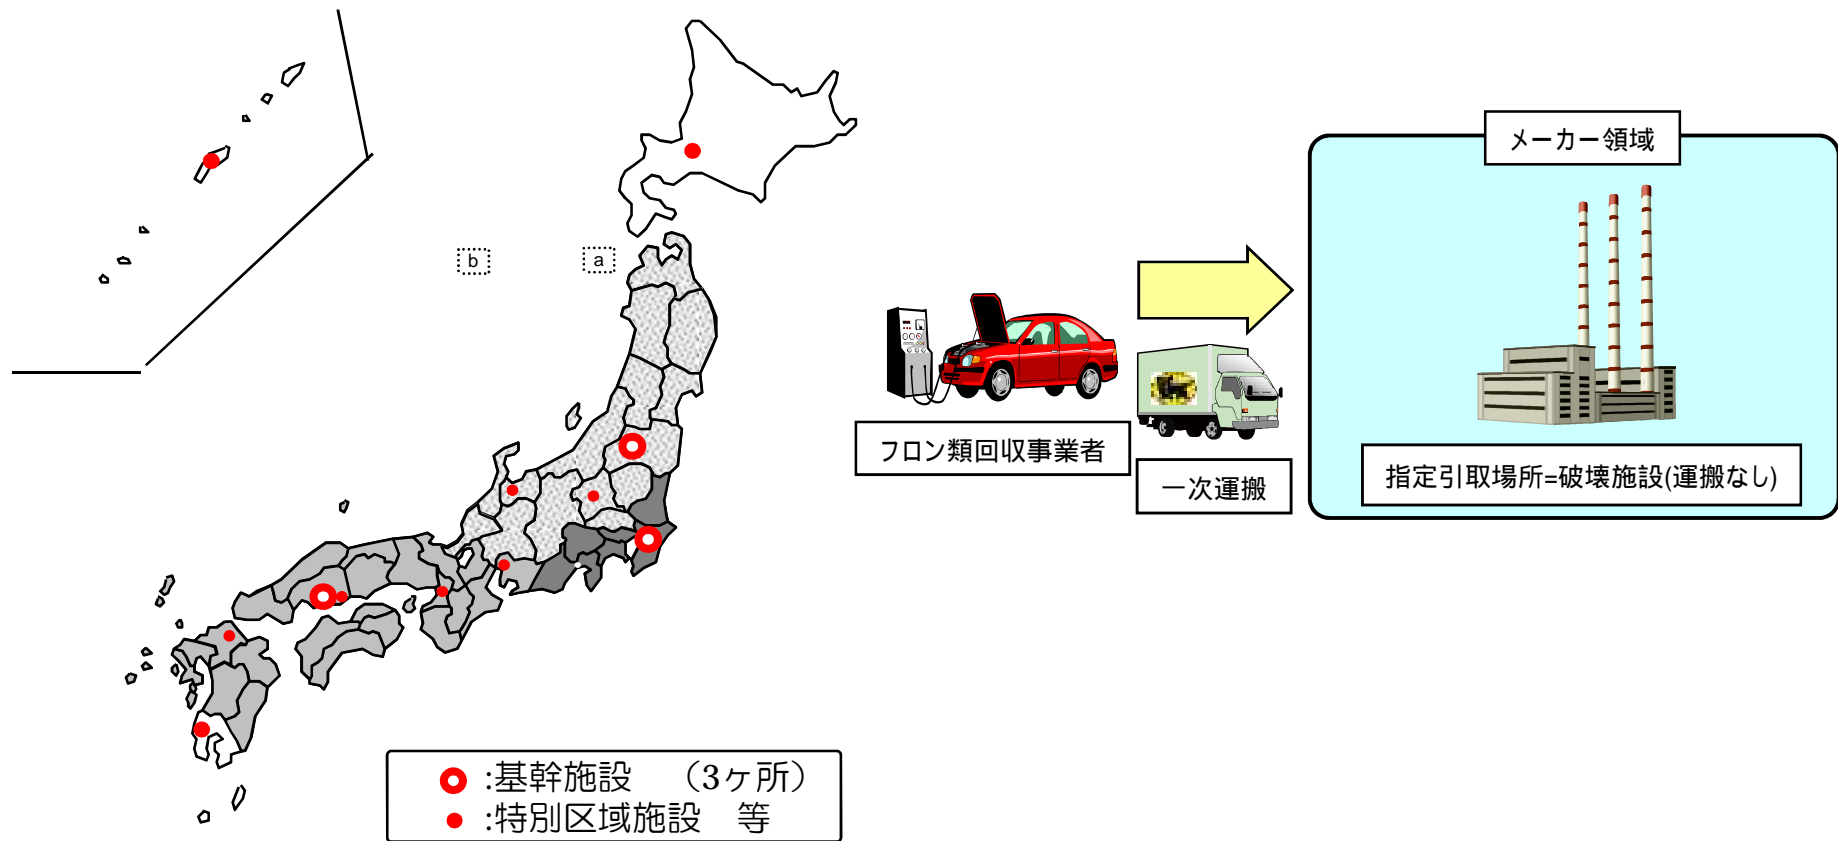 メーカー領域
b
a
フロン類回収事業者
一次運搬
指定引取場所=破壊施設(運搬なし)
:基幹施設　(3ヶ所)
:特別区域施設　等